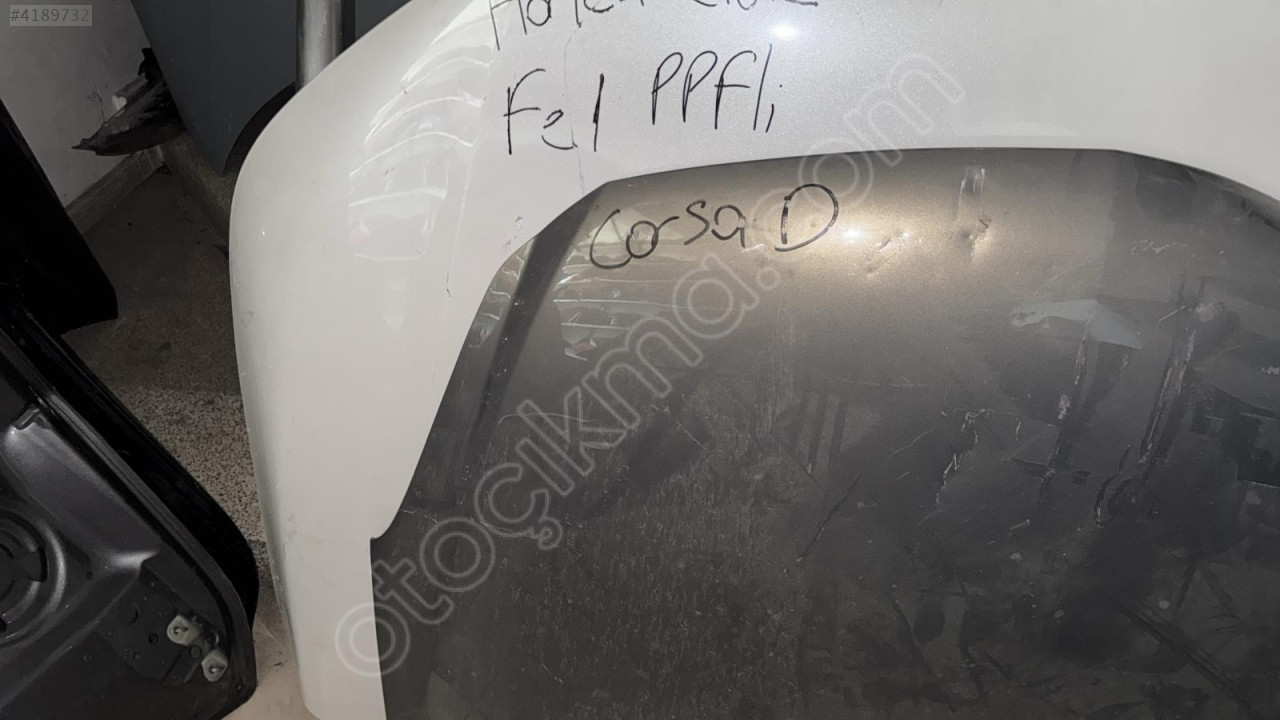 #4189732
Fe1 PPFli
Corsa D
otoçıkma.com